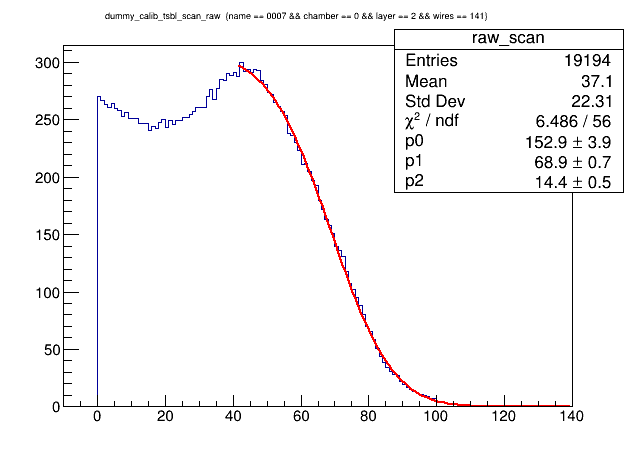 dummy_calib_tsbl_scan_raw (name == 0007 && chamber == 0 && layer == 2 && wires == 141)
raw_scan
Entries 19194
Mean 37.1
Std Dev 22.31
χ² / ndf 6.486 / 56
p0 152.9 ± 3.9
p1 68.9 ± 0.7
p2 14.4 ± 0.5
300
250
200
150
100
50
0
0 20 40 60 80 100 120 140